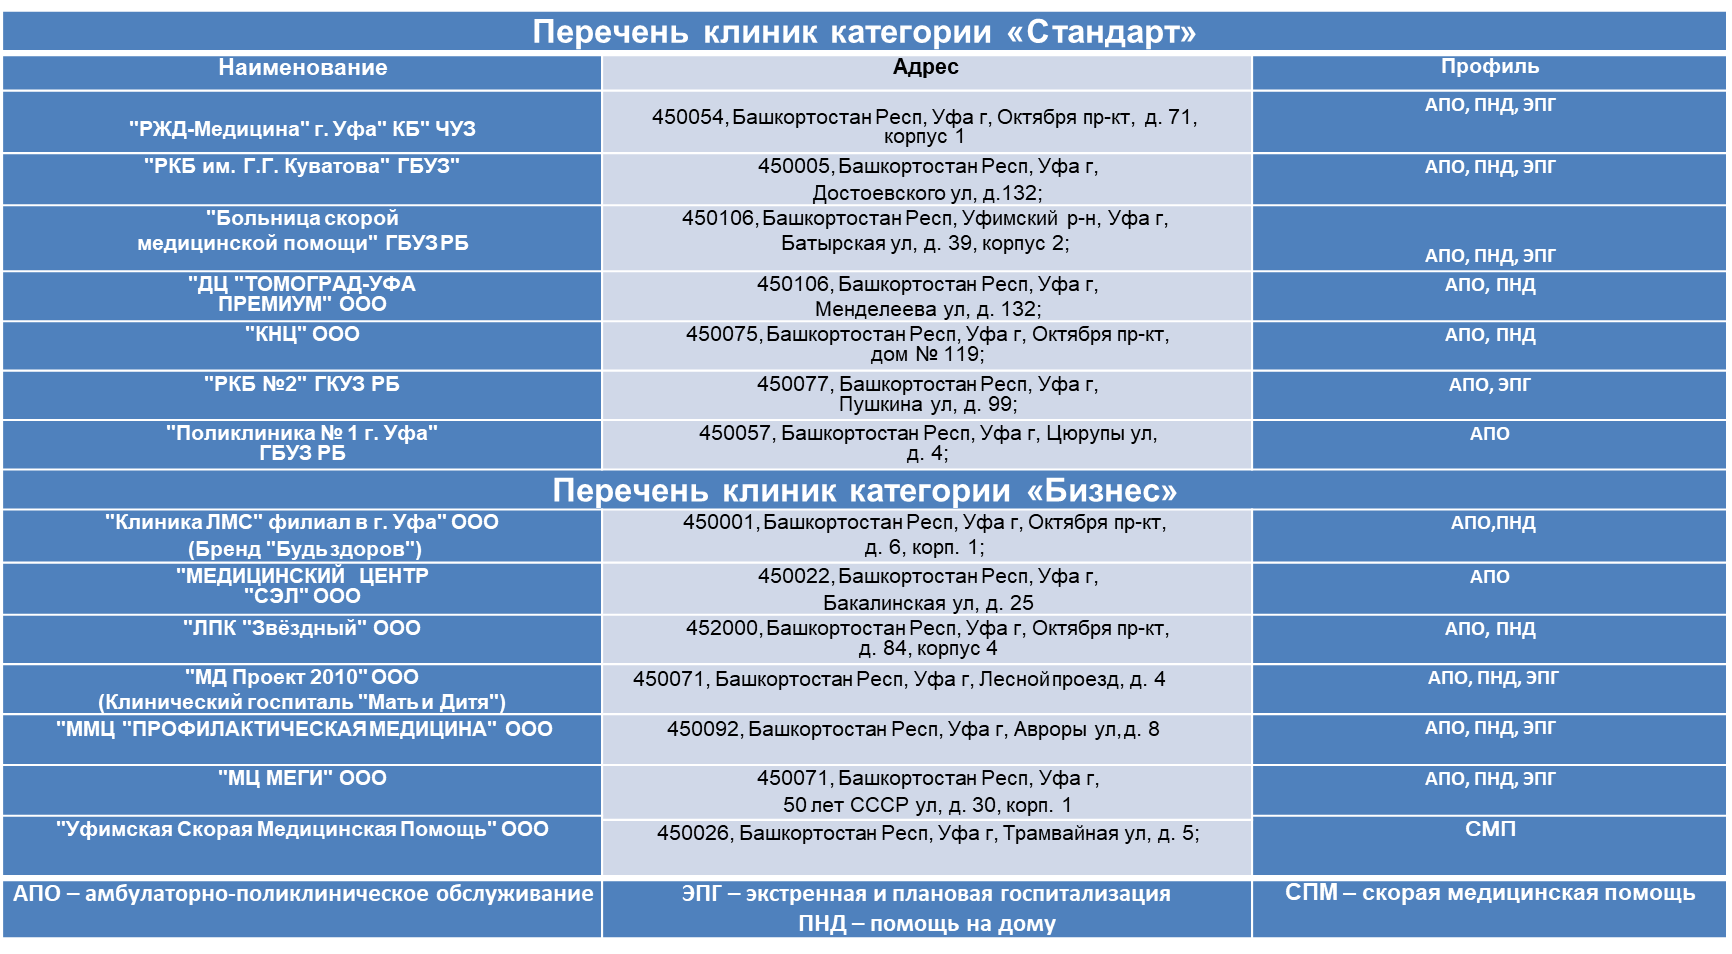 Перечень клиник категории «Стандарт»
Наименование
Адрес
Профиль
"РЖД-Медицина" г. Уфа" КБ" ЧУЗ
450054, Башкортостан Респ, Уфа г, Октября пр-кт, д. 71,
корпус 1
АПО, ПНД, ЭПГ
"РКБ им. Г.Г. Куватова" ГБУЗ"
450005, Башкортостан Респ, Уфа г,
Достоевского ул, д.132;
АПО, ПНД, ЭПГ
"Больница скорой
медицинской помощи" ГБУЗ РБ
450106, Башкортостан Респ, Уфимский р-н, Уфа г,
Батырская ул, д. 39, корпус 2;
АПО, ПНД, ЭПГ
"ДЦ "ТОМОГРАД-УФА
ПРЕМИУМ" ООО
450106, Башкортостан Респ, Уфа г,
Менделеева ул, д. 132;
АПО, ПНД
"КНЦ" ООО
450075, Башкортостан Респ, Уфа г, Октября пр-кт,
дом № 119;
АПО, ПНД
"РКБ №2" ГКУЗ РБ
450077, Башкортостан Респ, Уфа г,
Пушкина ул, д. 99;
АПО, ЭПГ
"Поликлиника № 1 г. Уфа"
ГБУЗ РБ
450057, Башкортостан Респ, Уфа г, Цюрупы ул,
д. 4;
АПО
Перечень клиник категории «Бизнес»
"Клиника ЛМС" филиал в г. Уфа" ООО
(Бренд "Будь здоров")
450001, Башкортостан Респ, Уфа г, Октября пр-кт,
д. 6, корп. 1;
АПО,ПНД
"МЕДИЦИНСКИЙ ЦЕНТР
"СЭЛ" ООО
450022, Башкортостан Респ, Уфа г,
Бакалинская ул, д. 25
АПО
"ЛПК "Звёздный" ООО
452000, Башкортостан Респ, Уфа г, Октября пр-кт,
д. 84, корпус 4
АПО, ПНД
"МД Проект 2010" ООО
(Клинический госпиталь "Мать и Дитя")
450071, Башкортостан Респ, Уфа г, Лесной проезд, д. 4
АПО, ПНД, ЭПГ
"ММЦ "ПРОФИЛАКТИЧЕСКАЯ МЕДИЦИНА" ООО
450092, Башкортостан Респ, Уфа г, Авроры ул, д. 8
АПО, ПНД, ЭПГ
"МЦ МЕГИ" ООО
450071, Башкортостан Респ, Уфа г,
50 лет СССР ул, д. 30, корп. 1
АПО, ПНД, ЭПГ
"Уфимская Скорая Медицинская Помощь" ООО
450026, Башкортостан Респ, Уфа г, Трамвайная ул, д. 5;
СМП
АПО – амбулаторно-поликлиническое обслуживание
ЭПГ – экстренная и плановая госпитализация
ПНД – помощь на дому
СПМ – скорая медицинская помощь